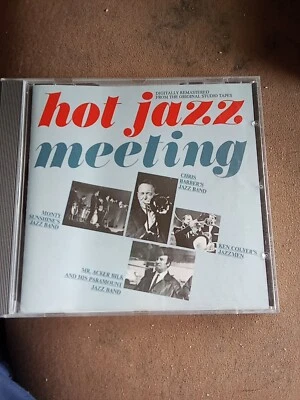 DIGITALLY REMASTERED
FROM THE ORIGINAL STUDIO TAPES
hot jazz
meeting
CHRIS
BARBER'S
JAZZ BAND
MONTY
SUNSHINE'S
JAZZ BAND
KEN COLYER'S
JAZZMEN
MR. ACKER BILK
AND HIS PARAMOUNT
JAZZ BAND